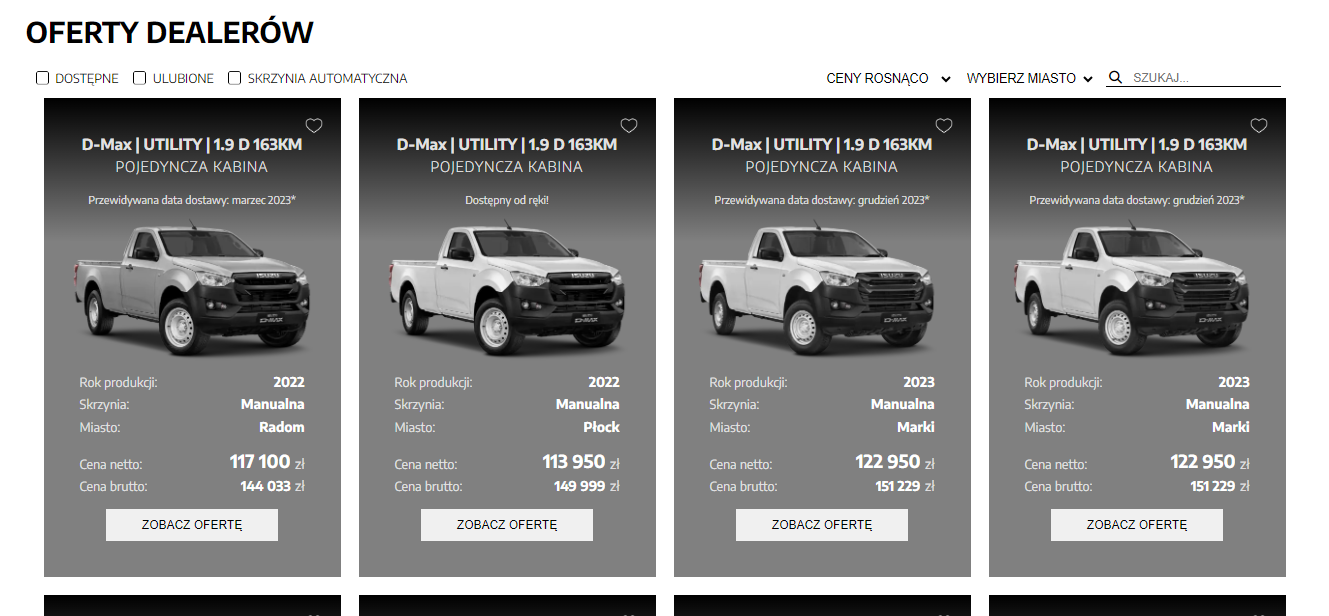 OFERTY DEALERÓW
DOSTĘPNE ULUBIONE SKRZYNIA AUTOMATYCZNA CENY ROSNĄCO WYBIERZ MIASTO SZUKAJ...
D-Max | UTILITY | 1.9 D 163KM
POJEDYNCZA KABINA
Przewidywana data dostawy: marzec 2023*
Rok produkcji: 2022
Skrzynia: Manualna
Miasto: Radom
Cena netto: 117 100 zł
Cena brutto: 144 033 zł
ZOBACZ OFERTĘ
D-Max | UTILITY | 1.9 D 163KM
POJEDYNCZA KABINA
Dostępny od ręki!
Rok produkcji: 2022
Skrzynia: Manualna
Miasto: Płock
Cena netto: 113 950 zł
Cena brutto: 149 999 zł
ZOBACZ OFERTĘ
D-Max | UTILITY | 1.9 D 163KM
POJEDYNCZA KABINA
Przewidywana data dostawy: grudzień 2023*
Rok produkcji: 2023
Skrzynia: Manualna
Miasto: Marki
Cena netto: 122 950 zł
Cena brutto: 151 229 zł
ZOBACZ OFERTĘ
D-Max | UTILITY | 1.9 D 163KM
POJEDYNCZA KABINA
Przewidywana data dostawy: grudzień 2023*
Rok produkcji: 2023
Skrzynia: Manualna
Miasto: Marki
Cena netto: 122 950 zł
Cena brutto: 151 229 zł
ZOBACZ OFERTĘ